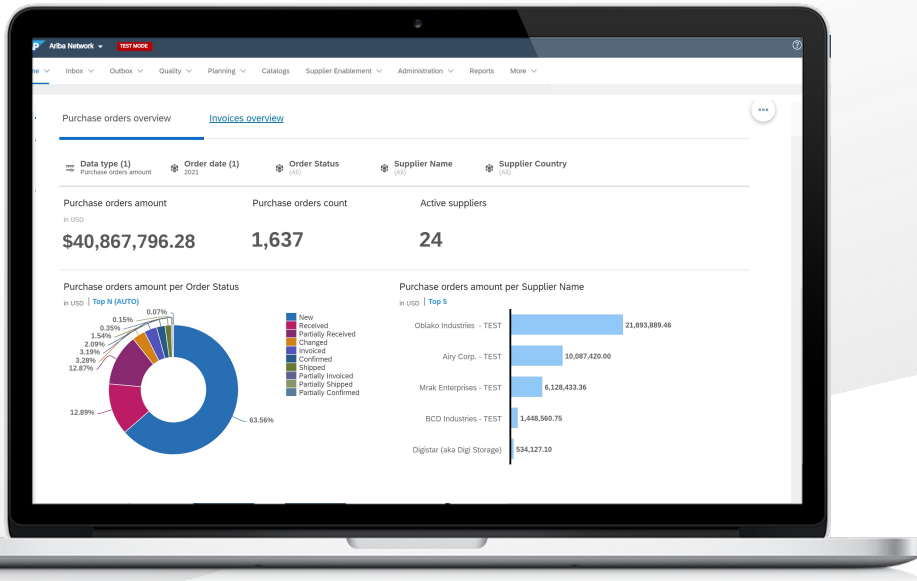 Ariba Network TEST MODE
Inbox Outbox Quality Planning Catalogs Supplier Enablement Administration Reports More
Purchase orders overview Invoices overview
Data type (1) Order date (1) Order Status Supplier Name Supplier Country
Purchase orders amount 2021 (All) (All) (All)
Purchase orders amount Purchase orders count Active suppliers
in USD
$40,867,796.28 1,637 24
Purchase orders amount per Order Status
in USD | Top N (AUTO)
0.07%
0.15%
0.35%
1.54%
2.09%
3.19%
3.28%
12.87%
12.89%
63.56%
New
Received
Partially Received
Changed
Invoiced
Confirmed
Shipped
Partially Invoiced
Partially Shipped
Partially Confirmed
Purchase orders amount per Supplier Name
in USD | Top 5
Oblako Industries - TEST 21,893,889.46
Airy Corp. - TEST 10,087,420.00
Mrak Enterprises - TEST 6,128,433.36
BCD Industries - TEST 1,448,560.75
Digistar (aka Digi Storage) 534,127.10